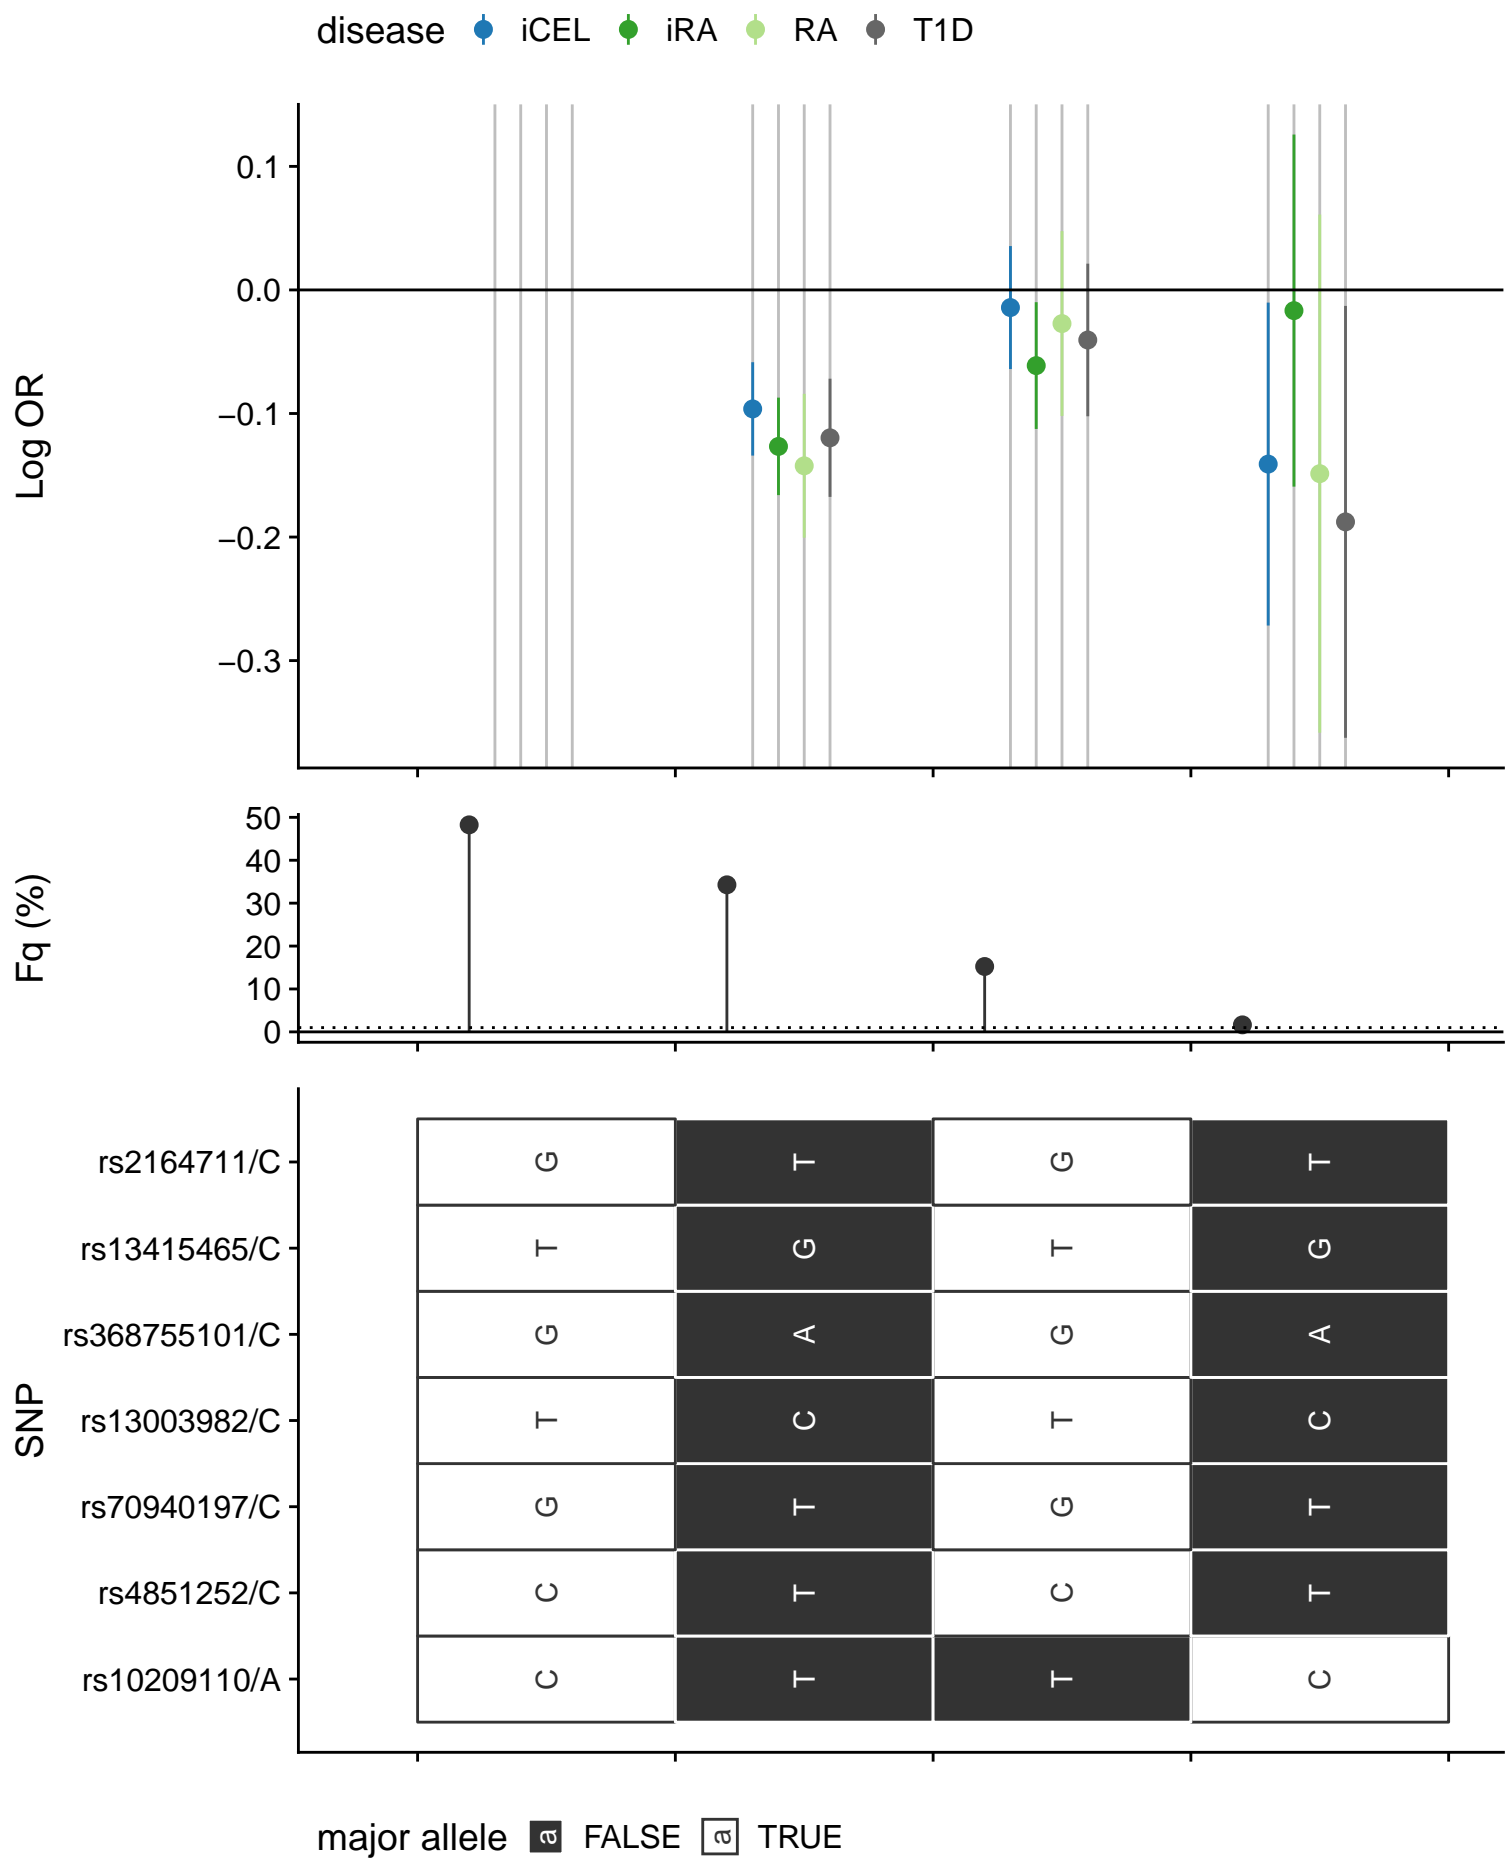 disease iCEL iRA RA T1D
0.1
0.0
−0.1
−0.2
−0.3
Log OR
50
40
30
20
10
0
Fq (%)
SNP
rs2164711/C G T G T
rs13415465/C T G T G
rs368755101/C G A G A
rs13003982/C T C T C
rs70940197/C G T G T
rs4851252/C C T C T
rs10209110/A C T T C
major allele a FALSE a TRUE